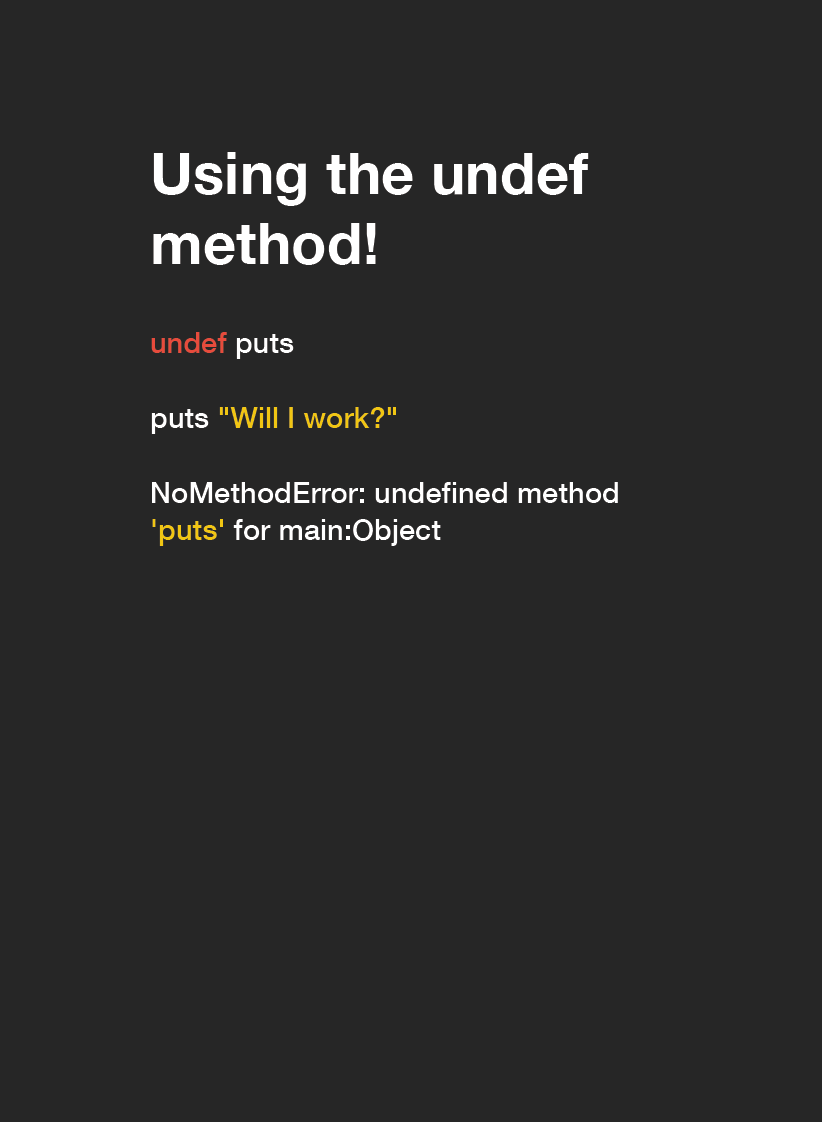 Using the undef
method!
undef puts
puts "Will I work?"
NoMethodError: undefined method
'puts' for main:Object